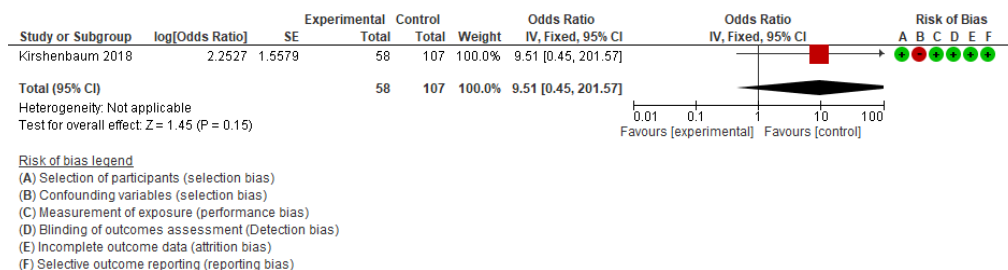 Experimental Control Odds Ratio Odds Ratio Risk of Bias
Study or Subgroup log[Odds Ratio] SE Total Total Weight IV, Fixed, 95% CI IV, Fixed, 95% CI A B C D E F
Kirshenbaum 2018 2.2527 1.5579 58 107 100.0% 9.51 [0.45, 201.57] + - + + + +
Total (95% CI) 58 107 100.0% 9.51 [0.45, 201.57]
Heterogeneity: Not applicable
Test for overall effect: Z = 1.45 (P = 0.15)
0.01 0.1 1 10 100
Favours [experimental] Favours [control]
Risk of bias legend
(A) Selection of participants (selection bias)
(B) Confounding variables (selection bias)
(C) Measurement of exposure (performance bias)
(D) Blinding of outcomes assessment (Detection bias)
(E) Incomplete outcome data (attrition bias)
(F) Selective outcome reporting (reporting bias)